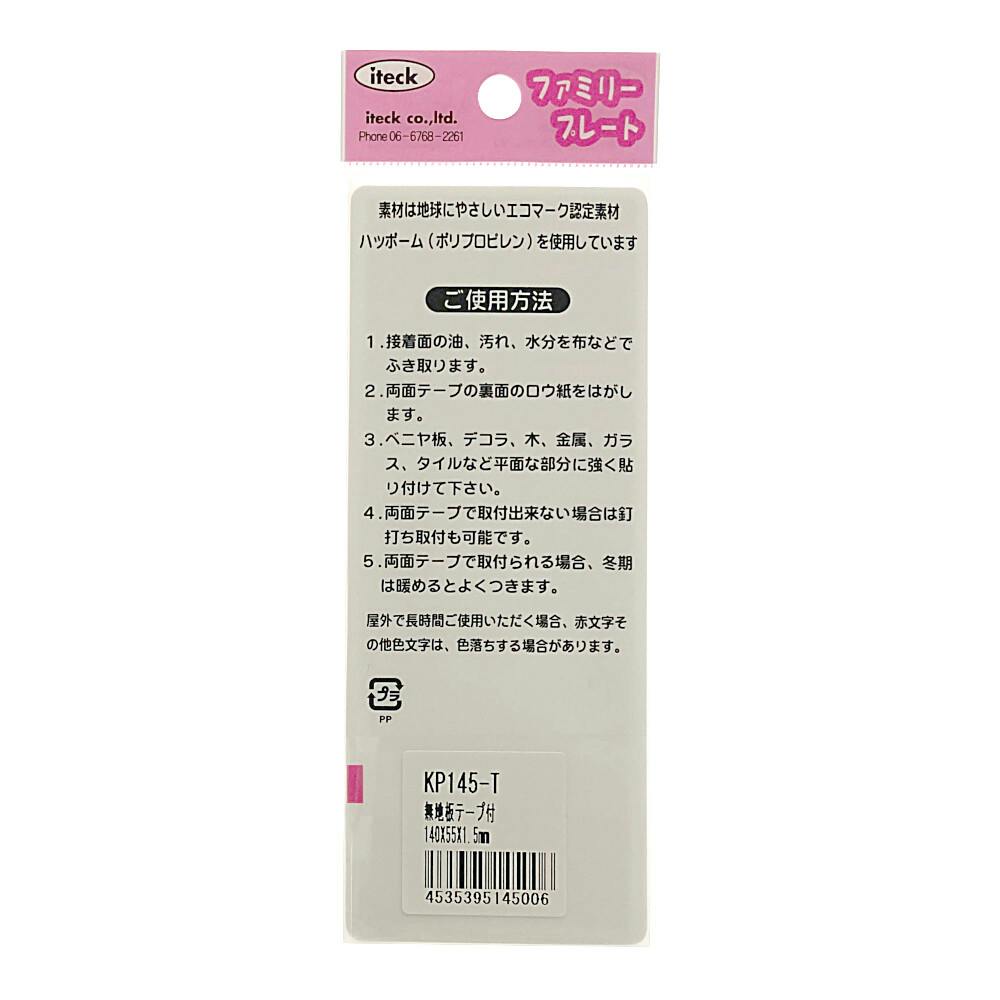 iteck
iteck co.,ltd.
Phone 06-6768-2261
ファミリー
プレート
素材は地球にやさしいエコマーク認定素材
ハッポーム(ポリプロピレン)を使用しています
ご使用方法
1.接着面の油、汚れ、水分を布などで
ふき取ります。
2.両面テープの裏面のロウ紙をはがし
ます。
3.ベニヤ板、デコラ、木、金属、ガラ
ス、タイルなど平面な部分に強く貼
り付けて下さい。
4.両面テープで取付出来ない場合は釘
打ち取付も可能です。
5.両面テープで取付られる場合、冬期
は暖めるとよくつきます。
屋外で長時間ご使用いただく場合、赤文字そ
の他色文字は、色落ちする場合があります。
プラ
PP
KP145-T
無地板テープ付
140X55X1.5mm
4535395145006